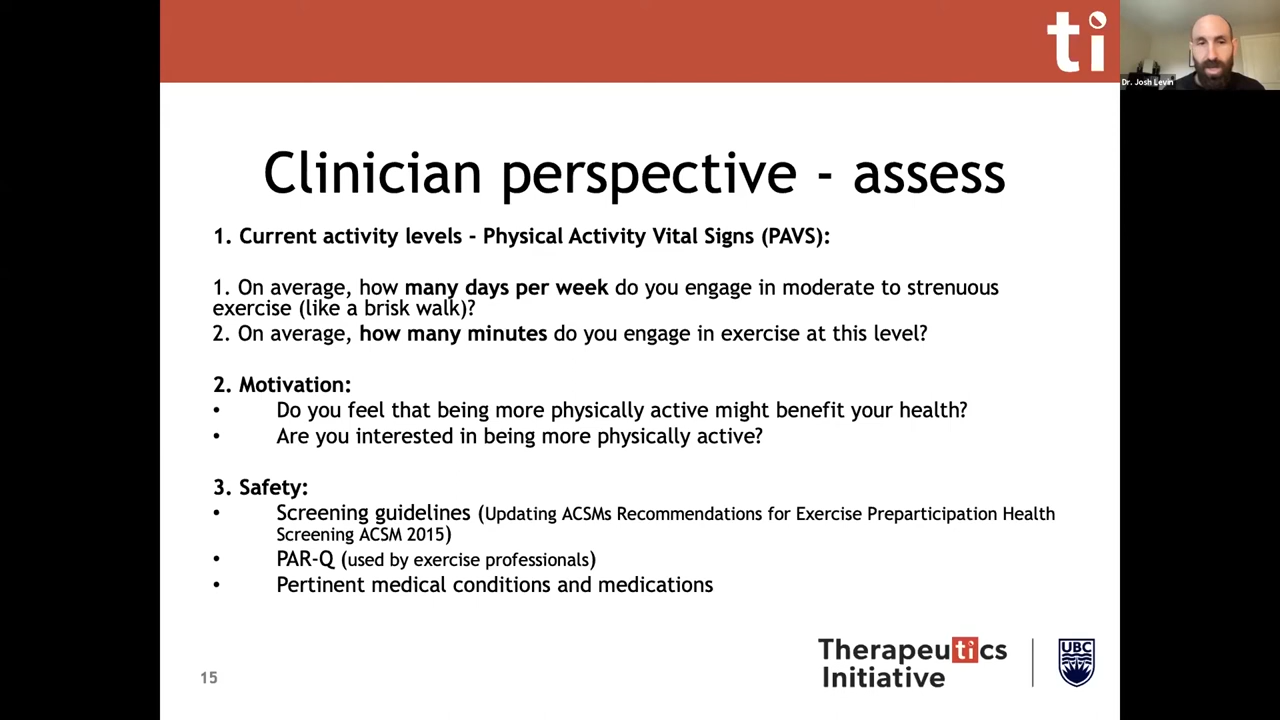 ti
Dr. Josh Levin
Clinician perspective - assess
1. Current activity levels - Physical Activity Vital Signs (PAVS):
1. On average, how many days per week do you engage in moderate to strenuous
exercise (like a brisk walk)?
2. On average, how many minutes do you engage in exercise at this level?
2. Motivation:
• Do you feel that being more physically active might benefit your health?
• Are you interested in being more physically active?
3. Safety:
• Screening guidelines (Updating ACSMs Recommendations for Exercise Preparticipation Health
Screening ACSM 2015)
• PAR-Q (used by exercise professionals)
• Pertinent medical conditions and medications
Therapeutics
Initiative
UBC
15